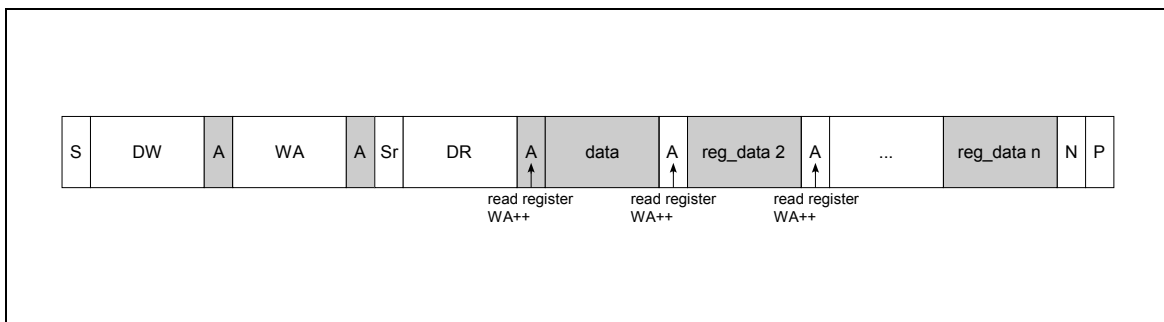 S DW A WA A Sr DR A data A reg_data 2 A ... reg_data n N P
read register read register read register
WA++ WA++ WA++